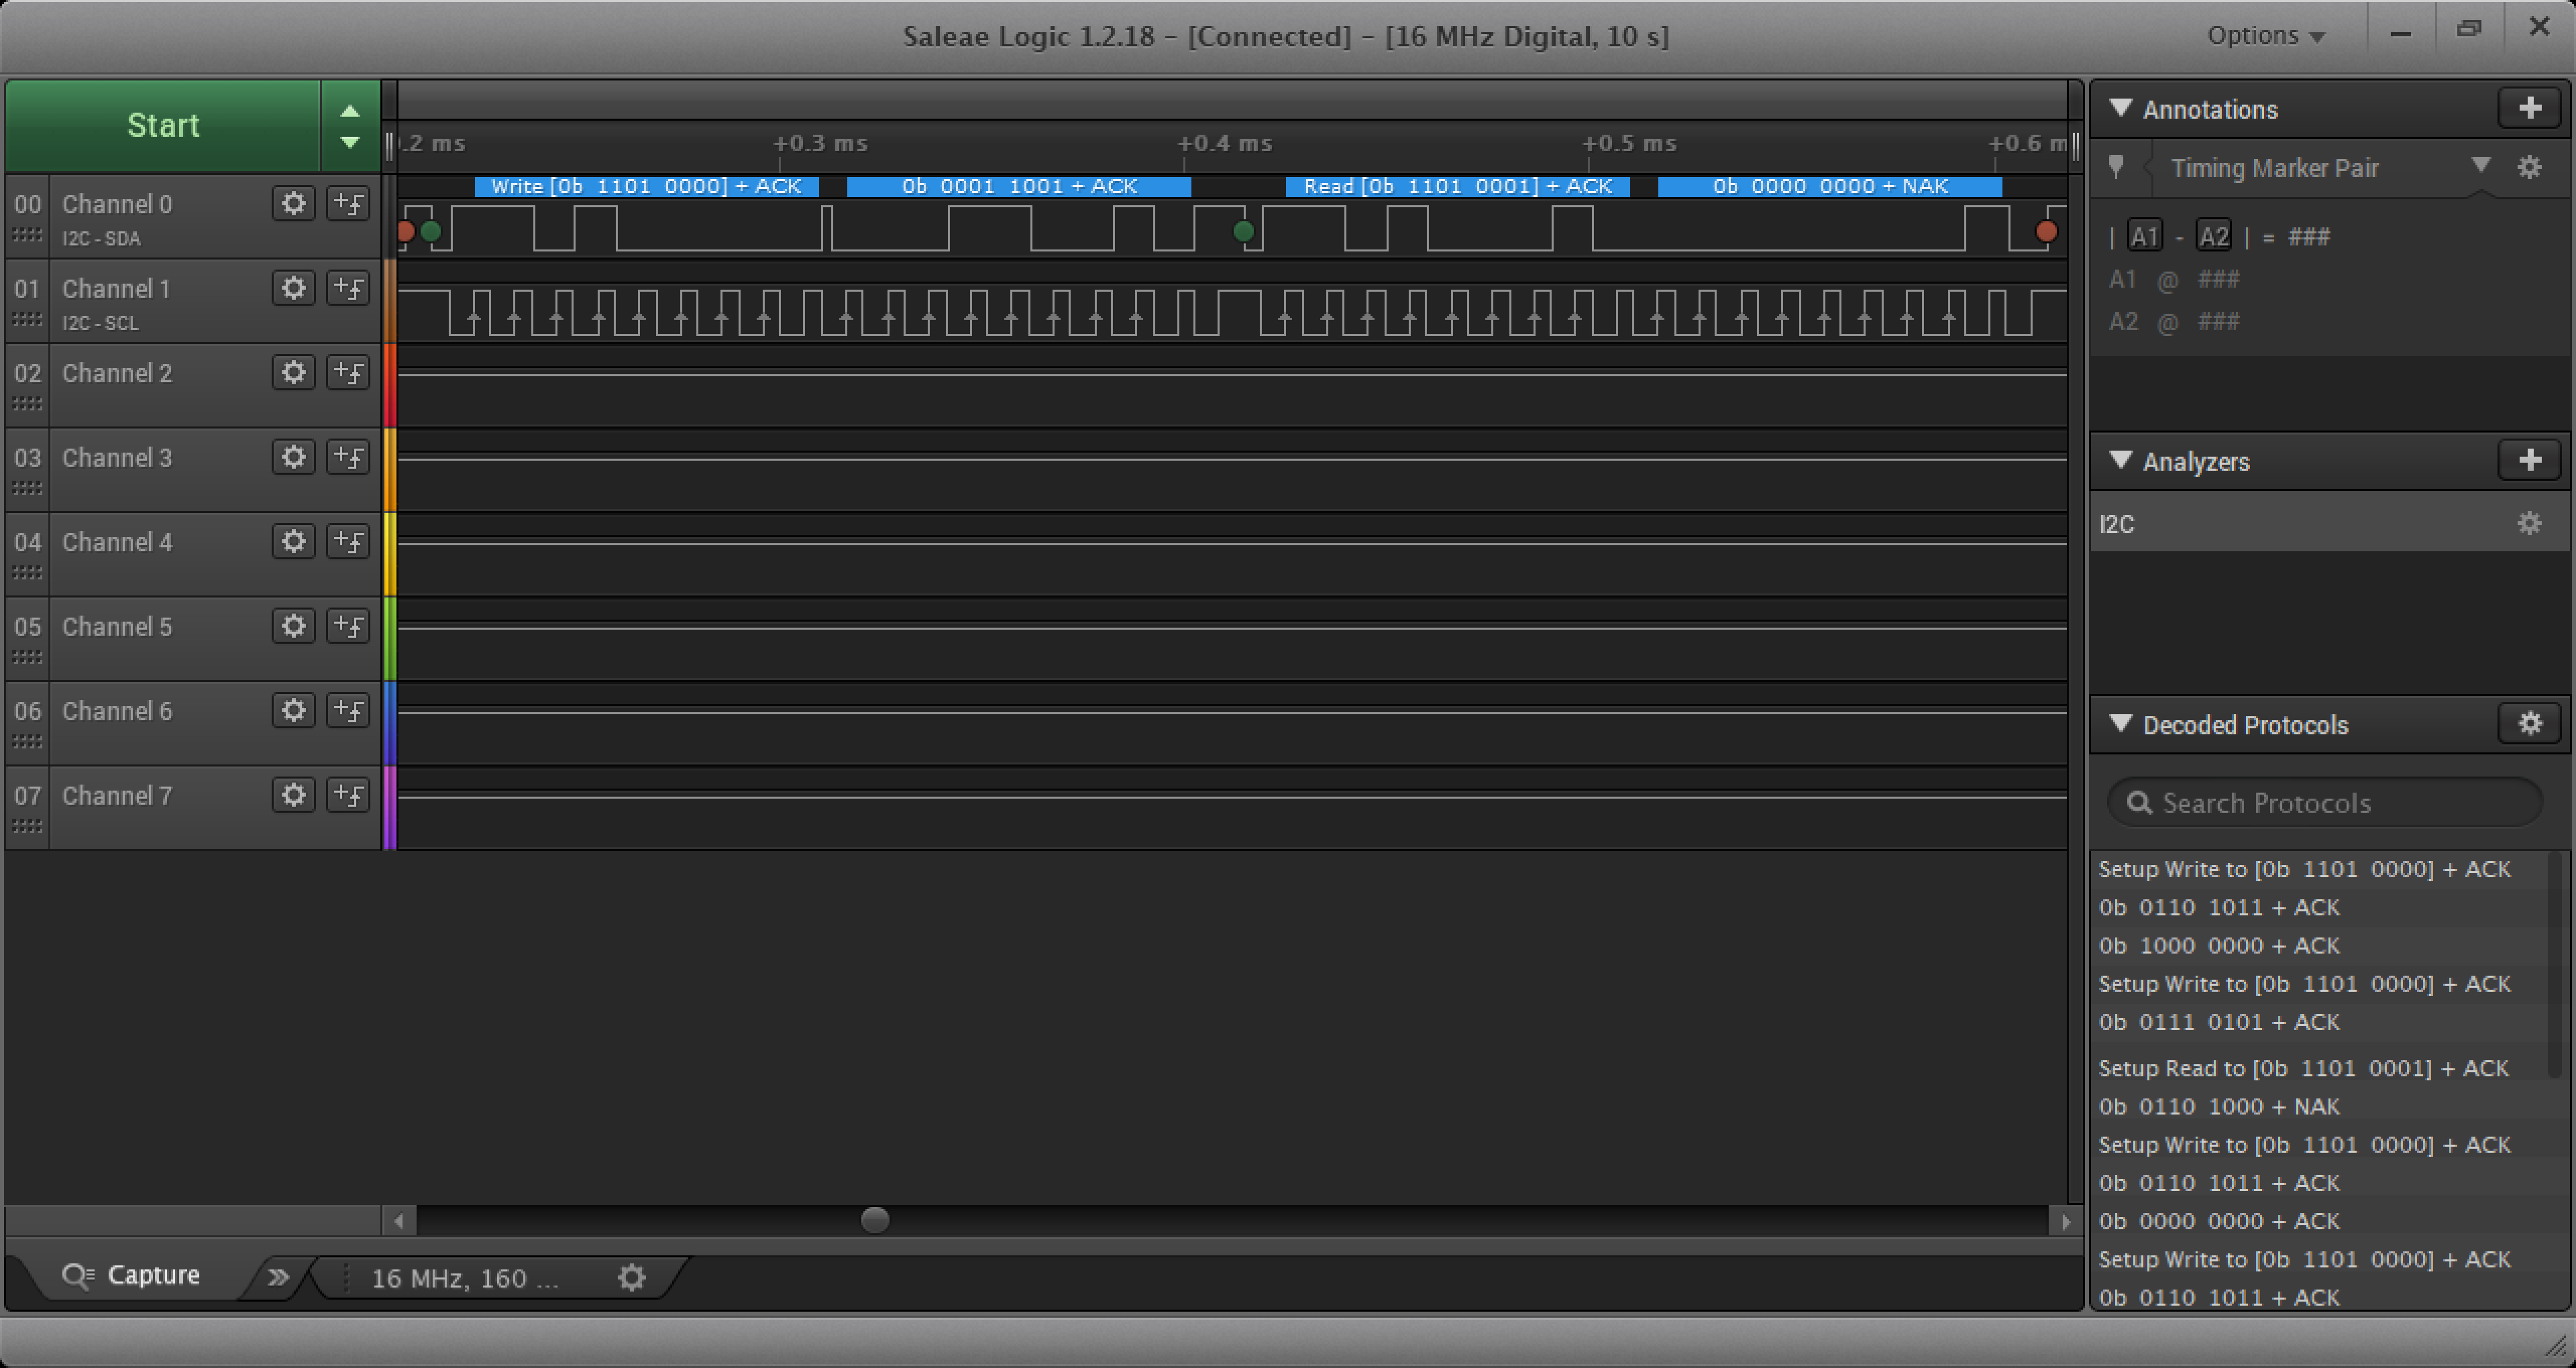 Saleae Logic 1.2.18 - [Connected] - [16 MHz Digital, 10 s]
Options
Start
.2 ms +0.3 ms +0.4 ms +0.5 ms +0.6 m
Write [0b 1101 0000] + ACK 0b 0001 1001 + ACK Read [0b 1101 0001] + ACK 0b 0000 0000 + NAK
00 Channel 0
I2C - SDA
01 Channel 1
I2C - SCL
02 Channel 2
03 Channel 3
04 Channel 4
05 Channel 5
06 Channel 6
07 Channel 7
Capture
16 MHz, 160 ...
Annotations
Timing Marker Pair
| A1 - A2 | = ###
A1 @ ###
A2 @ ###
Analyzers
I2C
Decoded Protocols
Search Protocols
Setup Write to [0b 1101 0000] + ACK
0b 0110 1011 + ACK
0b 1000 0000 + ACK
Setup Write to [0b 1101 0000] + ACK
0b 0111 0101 + ACK
Setup Read to [0b 1101 0001] + ACK
0b 0110 1000 + NAK
Setup Write to [0b 1101 0000] + ACK
0b 0110 1011 + ACK
0b 0000 0000 + ACK
Setup Write to [0b 1101 0000] + ACK
0b 0110 1011 + ACK